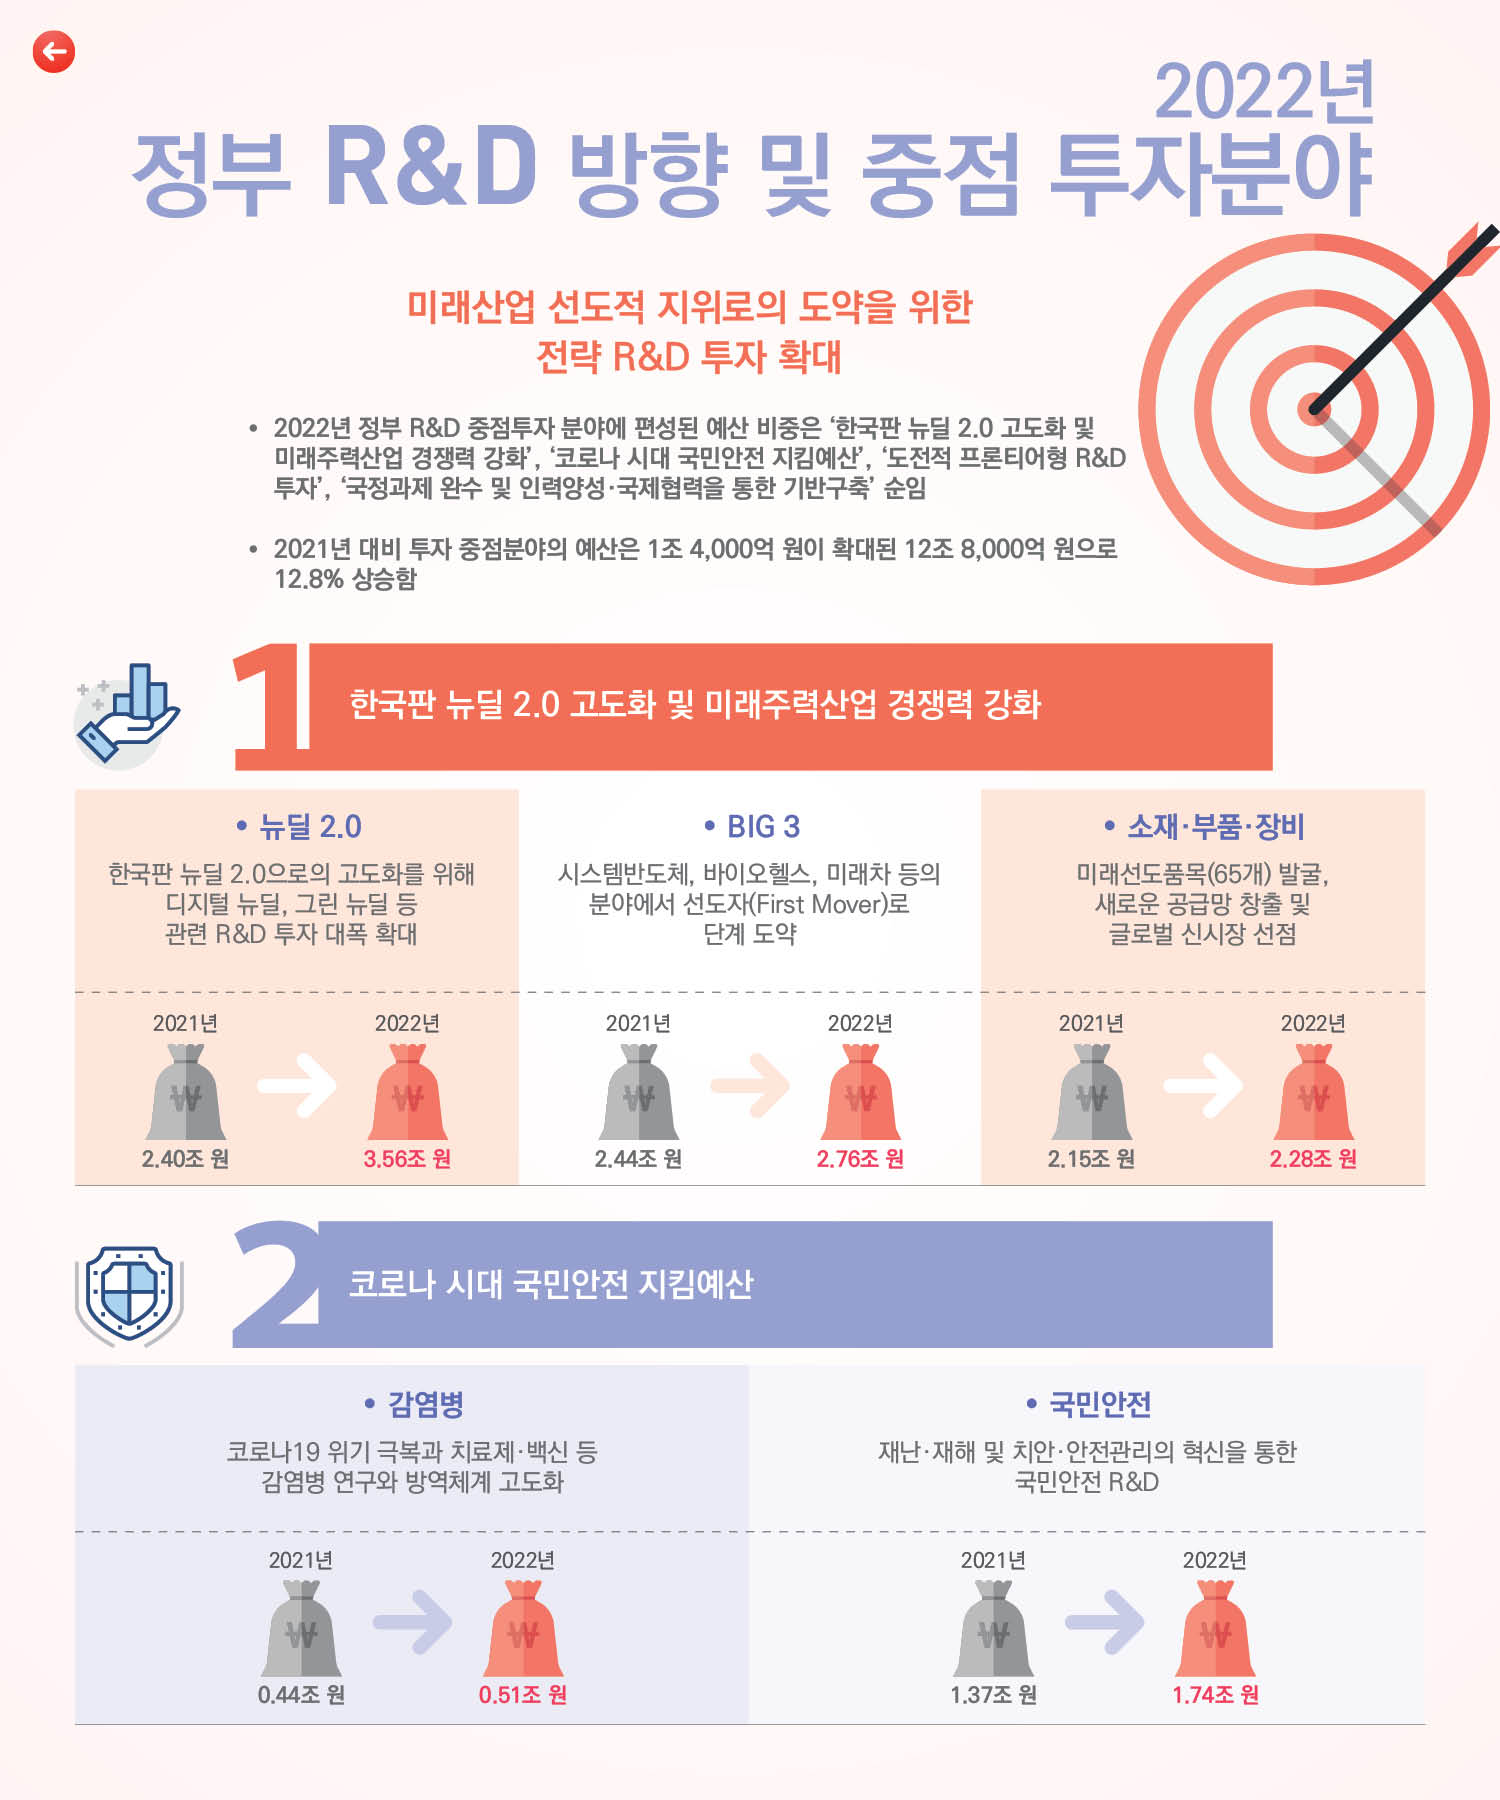 2022년
정부 R&D 방향 및 중점 투자분야
미래산업 선도적 지위로의 도약을 위한
전략 R&D 투자 확대
• 2022년 정부 R&D 중점투자 분야에 편성된 예산 비중은 ‘한국판 뉴딜 2.0 고도화 및
미래주력산업 경쟁력 강화’, ‘코로나 시대 국민안전 지킴예산’, ‘도전적 프론티어형 R&D
투자’, ‘국정과제 완수 및 인력양성·국제협력을 통한 기반구축’ 순임
• 2021년 대비 투자 중점분야의 예산은 1조 4,000억 원이 확대된 12조 8,000억 원으로
12.8% 상승함
1 한국판 뉴딜 2.0 고도화 및 미래주력산업 경쟁력 강화
• 뉴딜 2.0
한국판 뉴딜 2.0으로의 고도화를 위해
디지털 뉴딜, 그린 뉴딜 등
관련 R&D 투자 대폭 확대
2021년 2022년
₩ ₩
2.40조 원 3.56조 원
• BIG 3
시스템반도체, 바이오헬스, 미래차 등의
분야에서 선도자(First Mover)로
단계 도약
2021년 2022년
₩ ₩
2.44조 원 2.76조 원
• 소재·부품·장비
미래선도품목(65개) 발굴,
새로운 공급망 창출 및
글로벌 신시장 선점
2021년 2022년
₩ ₩
2.15조 원 2.28조 원
2 코로나 시대 국민안전 지킴예산
• 감염병
코로나19 위기 극복과 치료제·백신 등
감염병 연구와 방역체계 고도화
2021년 2022년
₩ ₩
0.44조 원 0.51조 원
• 국민안전
재난·재해 및 치안·안전관리의 혁신을 통한
국민안전 R&D
2021년 2022년
₩ ₩
1.37조 원 1.74조 원